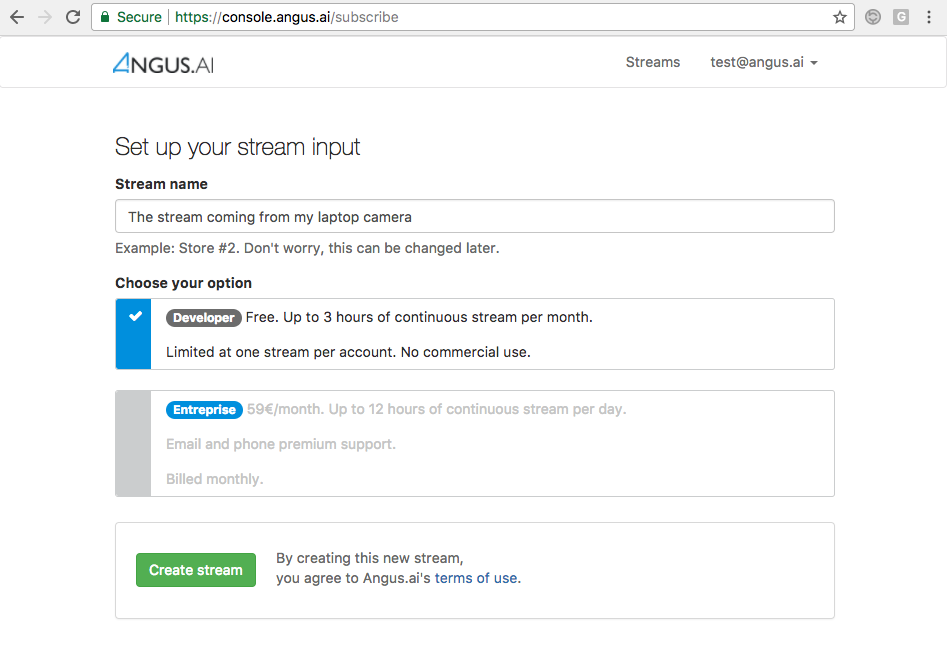 Secure https://console.angus.ai/subscribe
G
ANGUS.AI
Streams test@angus.ai
Set up your stream input
Stream name
The stream coming from my laptop camera
Example: Store #2. Don't worry, this can be changed later.
Choose your option
Developer Free. Up to 3 hours of continuous stream per month.
Limited at one stream per account. No commercial use.
Entreprise 59€/month. Up to 12 hours of continuous stream per day.
Email and phone premium support.
Billed monthly.
Create stream
By creating this new stream,
you agree to Angus.ai's terms of use.